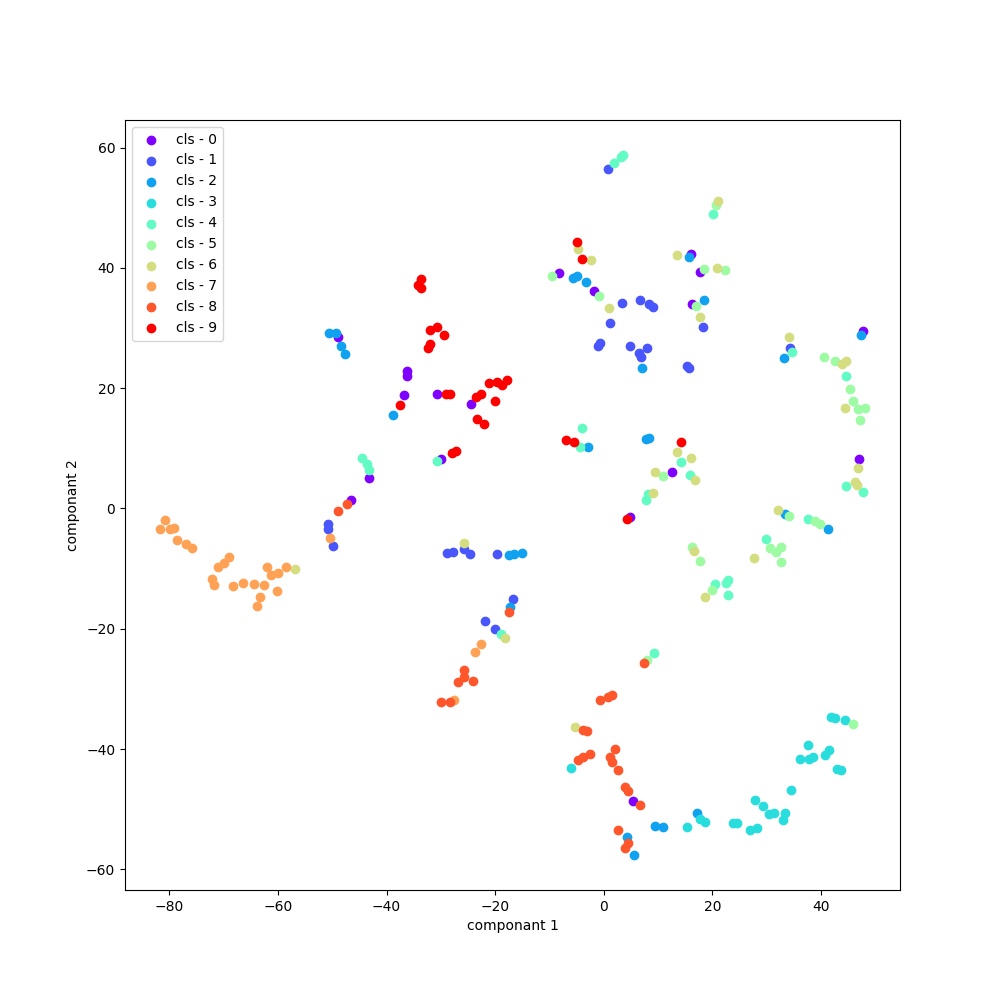 cls - 0
cls - 1
cls - 2
cls - 3
cls - 4
cls - 5
cls - 6
cls - 7
cls - 8
cls - 9
60
40
20
0
−20
−40
−60
componant 2
−80
−60
−40
−20
0
20
40
componant 1